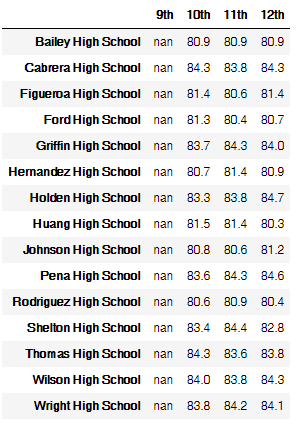 9th 10th 11th 12th
Bailey High School nan 80.9 80.9 80.9
Cabrera High School nan 84.3 83.8 84.3
Figueroa High School nan 81.4 80.6 81.4
Ford High School nan 81.3 80.4 80.7
Griffin High School nan 83.7 84.3 84.0
Hernandez High School nan 80.7 81.4 80.9
Holden High School nan 83.3 83.8 84.7
Huang High School nan 81.5 81.4 80.3
Johnson High School nan 80.8 80.6 81.2
Pena High School nan 83.6 84.3 84.6
Rodriguez High School nan 80.6 80.9 80.4
Shelton High School nan 83.4 84.4 82.8
Thomas High School nan 84.3 83.6 83.8
Wilson High School nan 84.0 83.8 84.3
Wright High School nan 83.8 84.2 84.1